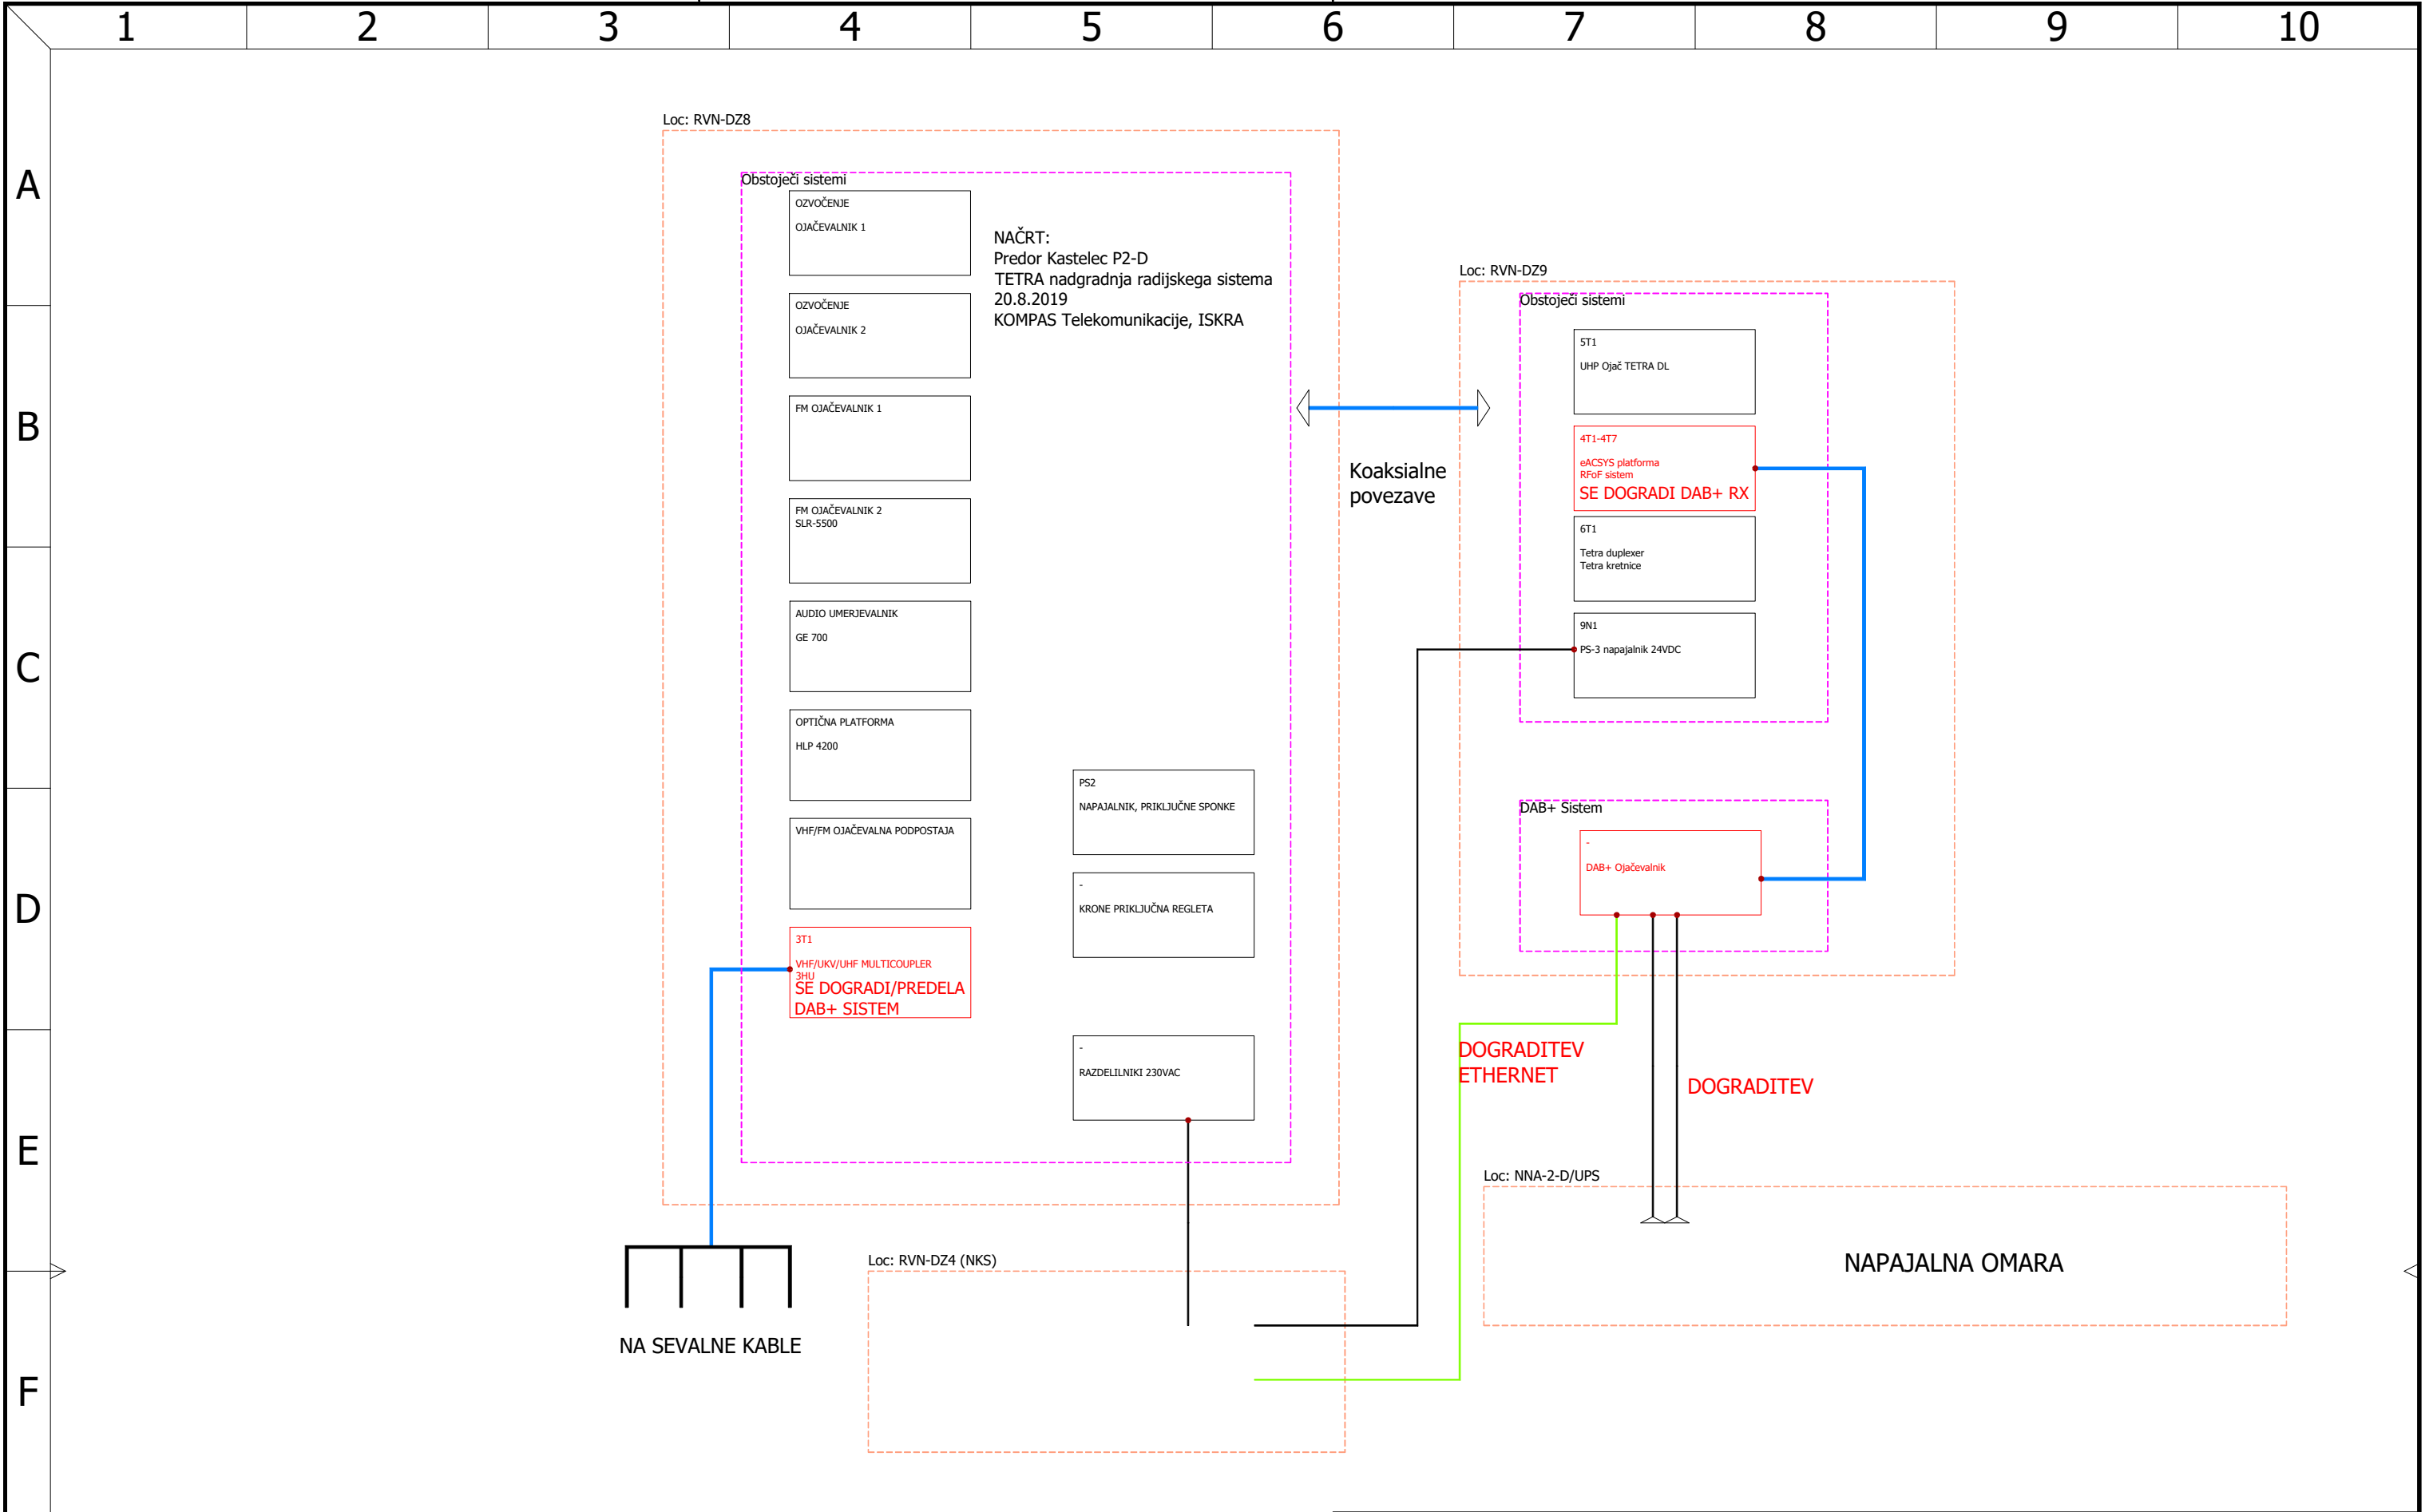 1 2 3 4 5 6 7 8 9 10
A
B
C
D
E
F
Loc: RVN-DZ8
Obstoječi sistemi
OZVOČENJE
OJAČEVALNIK 1
OZVOČENJE
OJAČEVALNIK 2
FM OJAČEVALNIK 1
FM OJAČEVALNIK 2
SLR-5500
AUDIO UMERJEVALNIK
GE 700
OPTIČNA PLATFORMA
HLP 4200
VHF/FM OJAČEVALNA PODPOSTAJA
3T1
VHF/UKV/UHF MULTICOUPLER
3HU
SE DOGRADI/PREDELA
DAB+ SISTEM
NAČRT:
Predor Kastelec P2-D
TETRA nadgradnja radijskega sistema
20.8.2019
KOMPAS Telekomunikacije, ISKRA
PS2
NAPAJALNIK, PRIKLJUČNE SPONKE
-
KRONE PRIKLJUČNA REGLETA
-
RAZDELILNIKI 230VAC
Koaksialne
povezave
Loc: RVN-DZ9
Obstoječi sistemi
5T1
UHP Ojač TETRA DL
4T1-4T7
eACSYS platforma
RFoF sistem
SE DOGRADI DAB+ RX
6T1
Tetra duplexer
Tetra kretnice
9N1
PS-3 napajalnik 24VDC
DAB+ Sistem
-
DAB+ Ojačevalnik
DOGRADITEV
ETHERNET
DOGRADITEV
Loc: NNA-2-D/UPS
NAPAJALNA OMARA
Loc: RVN-DZ4 (NKS)
NA SEVALNE KABLE